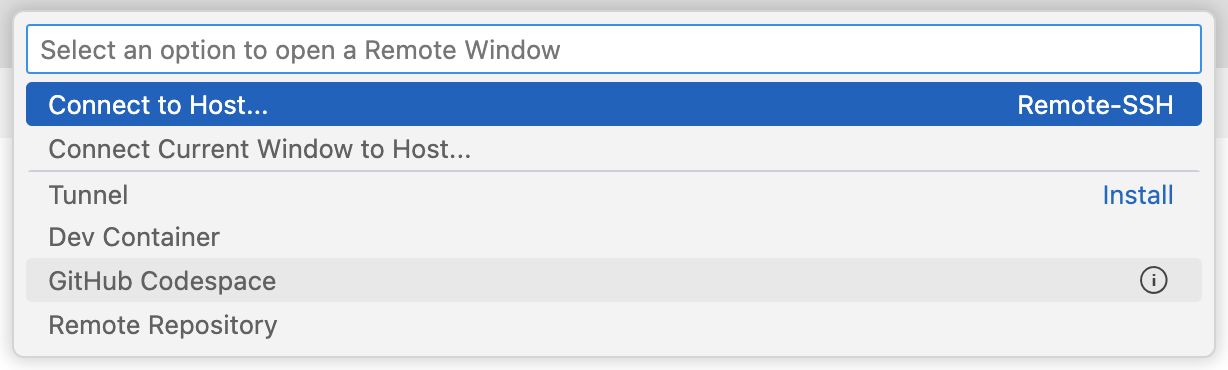 Select an option to open a Remote Window
Connect to Host... Remote-SSH
Connect Current Window to Host...
Tunnel Install
Dev Container
GitHub Codespace
Remote Repository